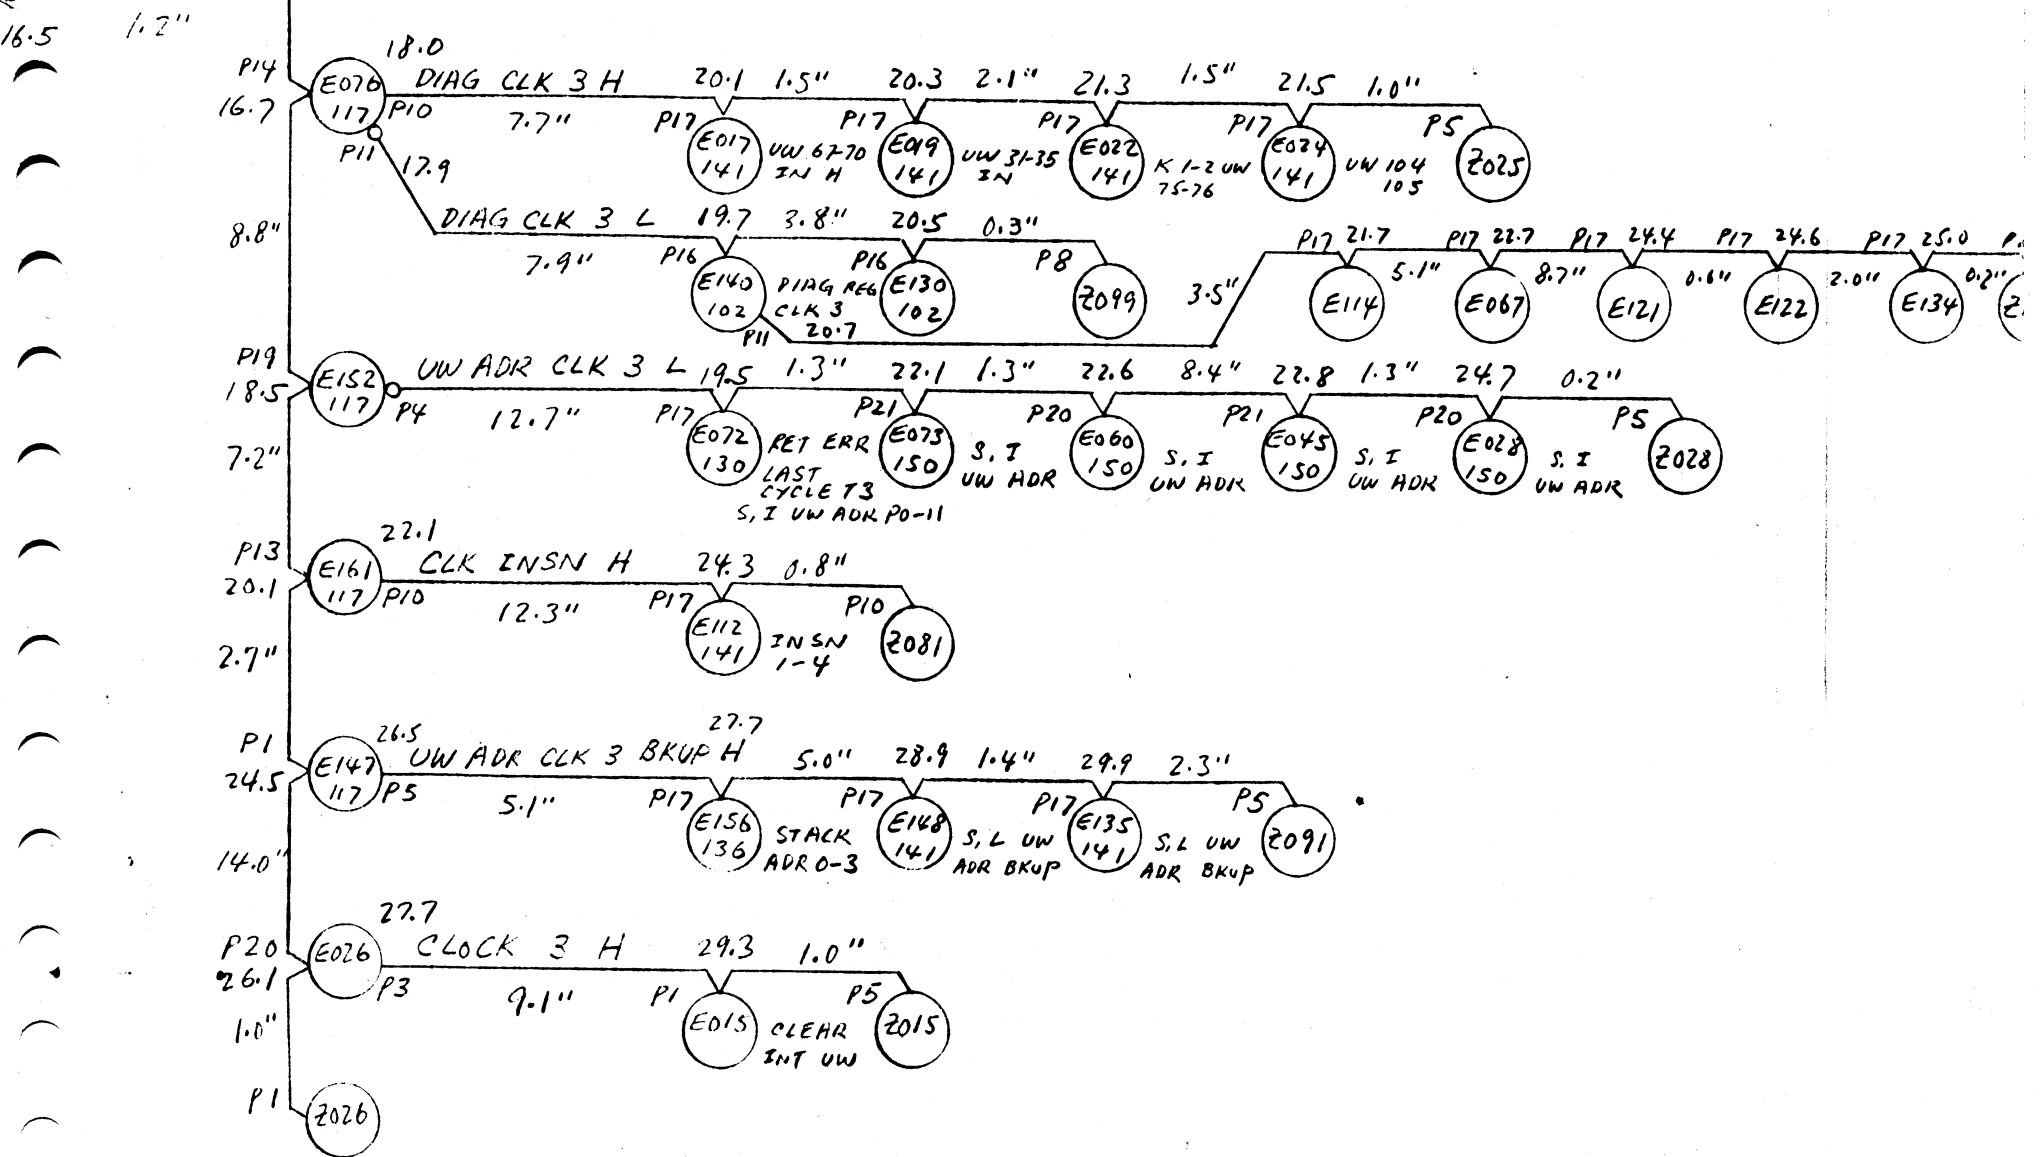 16.5 1.2"
18.0
P14 E076 DIAG CLK 3 H 20.1 1.5" 20.3 2.1" 21.3 1.5" 21.5 1.0"
16.7 117 P10 7.7" P17 P17 P17 P17 P5
P11 17.9 E017 UW 67-70 E019 UW 31-35 E022 K 1-2 UW E024 UW 104 Z025
141 IN H 141 IN 141 75-76 141 105
8.8" DIAG CLK 3 L 19.7 3.8" 20.5 0.3" P17 21.7 P17 22.7 P17 24.4 P17 24.6 P17 25.0
7.9" P16 P16 P8 5.1" 8.7" 0.6" 2.0" 0.2"
E140 DIAG REG E130 Z099 3.5" E114 E067 E121 E122 E134
102 CLK 3 102
P11 20.7
P19 E152 UW ADR CLK 3 L 19.5 1.3" 22.1 1.3" 22.6 8.4" 22.8 1.3" 24.7 0.2"
18.5 117 P4 12.7" P17 P21 P20 P21 P20 P5
7.2" E072 RET ERR E073 S, I E060 S, I E045 S, I E028 S. I Z028
130 LAST 150 UW ADR 150 UW ADR 150 UW ADR 150 UW ADR
CYCLE T3
S, I UW ADR P0-11
22.1
P13 E161 CLK INSN H 24.3 0.8"
20.1 117 P10 12.3" P17 P10
2.7" E112 INSN Z081
141 1-4
26.5 27.7
P1 E147 UW ADR CLK 3 BKUP H 5.0" 28.9 1.4" 29.9 2.3"
24.5 117 P5 5.1" P17 P17 P17 P5
14.0" E156 STACK E148 S, L UW E135 S, L UW Z091
136 ADR 0-3 141 ADR BKUP 141 ADR BKUP
27.7
P20 E026 CLOCK 3 H 29.3 1.0"
26.1 P3 9.1" P1 P5
1.0" E015 CLEAR Z015
INT UW
P1 Z026